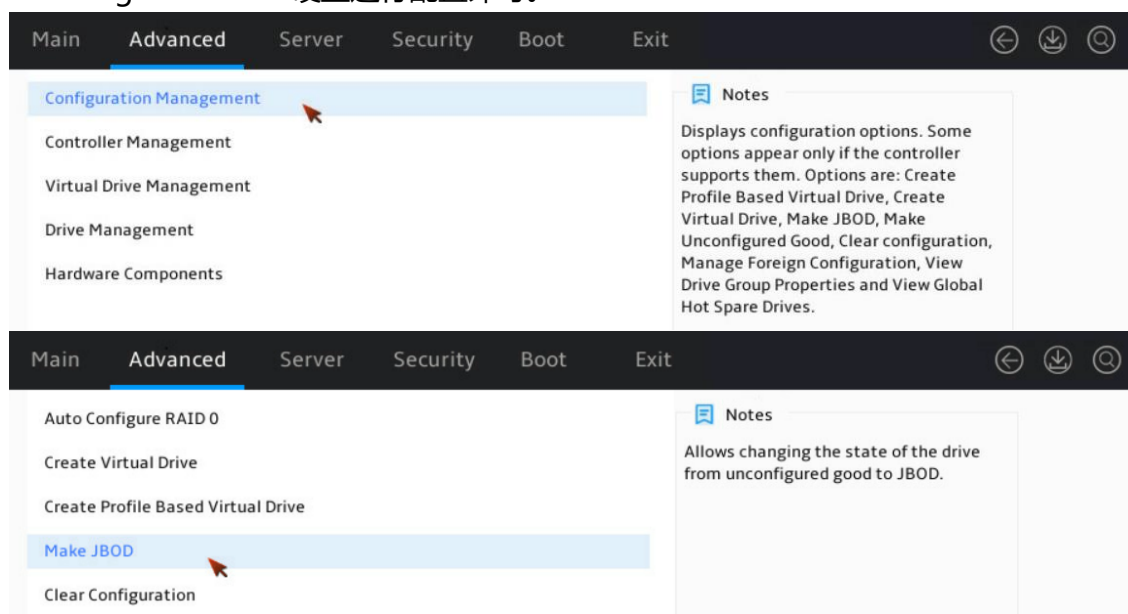 Main Advanced Server Security Boot Exit
Configuration Management
Controller Management
Virtual Drive Management
Drive Management
Hardware Components
Notes
Displays configuration options. Some
options appear only if the controller
supports them. Options are: Create
Profile Based Virtual Drive, Create
Virtual Drive, Make JBOD, Make
Unconfigured Good, Clear configuration,
Manage Foreign Configuration, View
Drive Group Properties and View Global
Hot Spare Drives.
Main Advanced Server Security Boot Exit
Auto Configure RAID 0
Create Virtual Drive
Create Profile Based Virtual Drive
Make JBOD
Clear Configuration
Notes
Allows changing the state of the drive
from unconfigured good to JBOD.